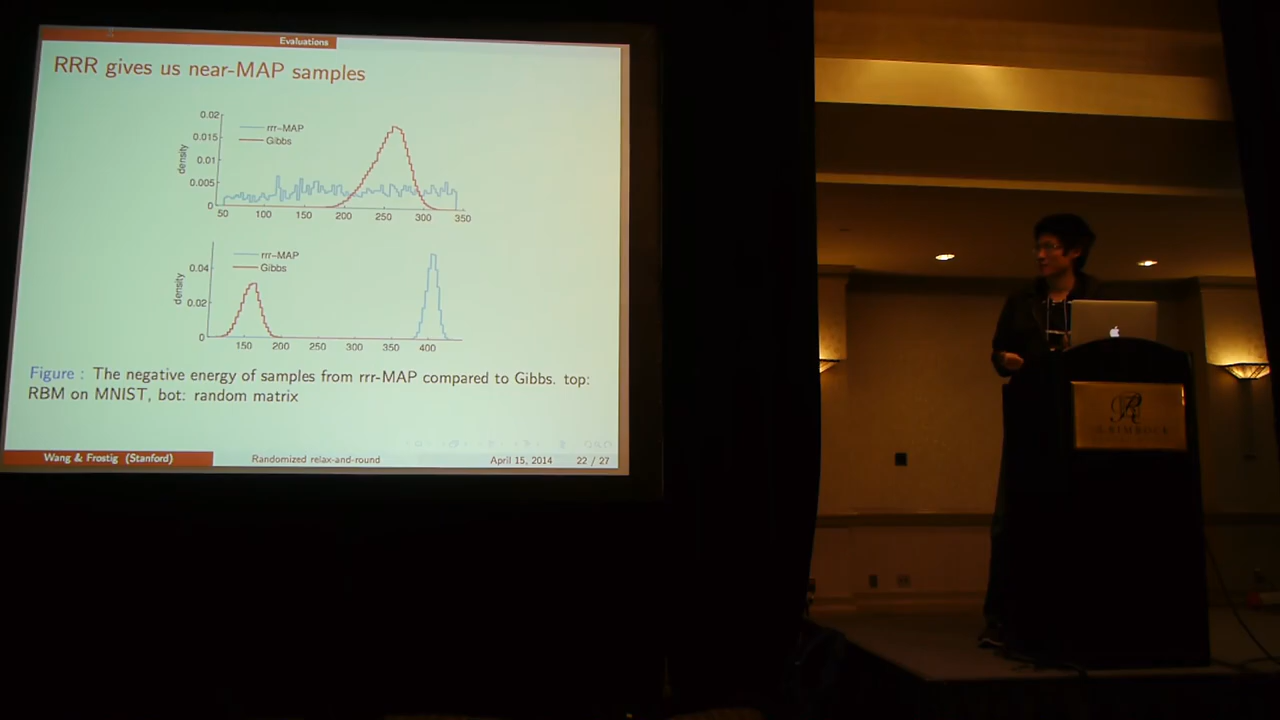 Evaluations
RRR gives us near-MAP samples
0.02
0.015
0.01
0.005
0
density
rrr-MAP
Gibbs
50 100 150 200 250 300 350
0.04
0.02
0
density
rrr-MAP
Gibbs
150 200 250 300 350 400
Figure : The negative energy of samples from rrr-MAP compared to Gibbs. top:
RBM on MNIST, bot: random matrix
Wang & Frostig (Stanford) Randomized relax-and-round April 15, 2014 22 / 27
RIMROCK